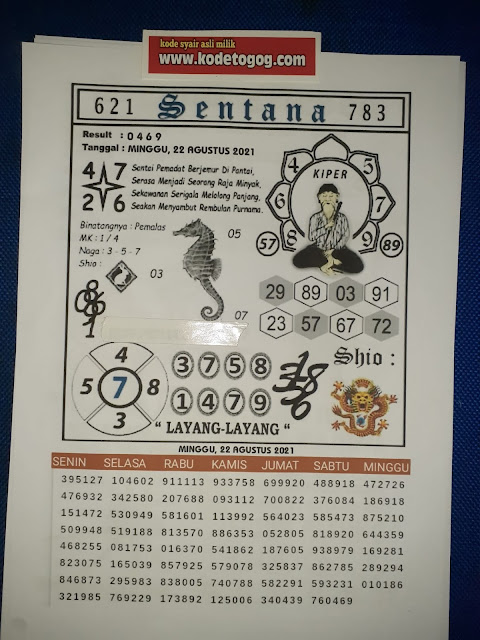 kode syair asli milik
www.kodetogog.com
621 Sentana 783
Result : 0469
Tanggal : MINGGU, 22 AGUSTUS 2021
4 7
2 6
Santai Pemadat Berjemur Di Pantai,
Serasa Menjadi Seorang Raja Minyak,
Sekawanan Serigala Melolong Panjang,
Seakan Menyambut Rembulan Purnama.
KIPER
4 5
6 7
8 9
57 89
Binatangnya : Pemalas
MK : 1 / 4
Naga : 3 - 5 - 7
Shio :
05
03
07
29 89 03 91
23 57 67 72
4
5 7 8
3
3 7 5 8
1 4 7 9
Shio :
" LAYANG-LAYANG "
MINGGU, 22 AGUSTUS 2021
SENIN SELASA RABU KAMIS JUMAT SABTU MINGGU
395127 104602 911113 933758 699920 488918 472726
476932 342580 207688 093112 700822 376084 186918
151472 530949 581601 113992 564023 585473 875210
509948 519188 813570 886353 052805 818920 644359
468255 081753 016370 541862 187605 938979 169281
823075 165039 857925 579078 325837 862785 289294
846873 295983 838005 740788 582291 593231 010186
321985 769229 173892 125006 340439 760469